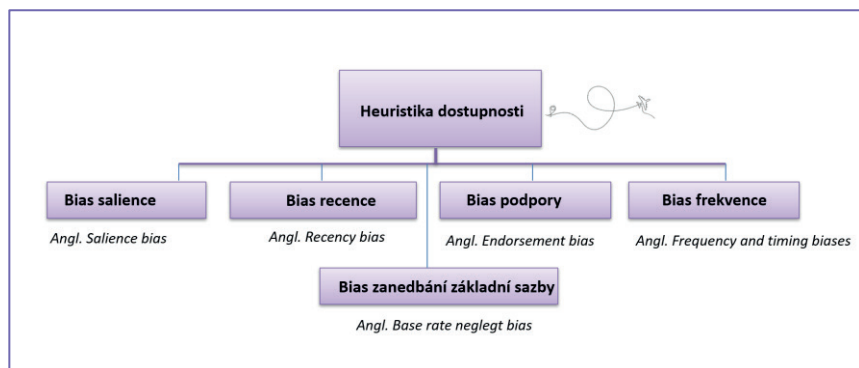 Heuristika dostupnosti
Bias salience
Bias recence
Bias podpory
Bias frekvence
Angl. Salience bias
Angl. Recency bias
Angl. Endorsement bias
Angl. Frequency and timing biases
Bias zanedbání základní sazby
Angl. Base rate neglegt bias